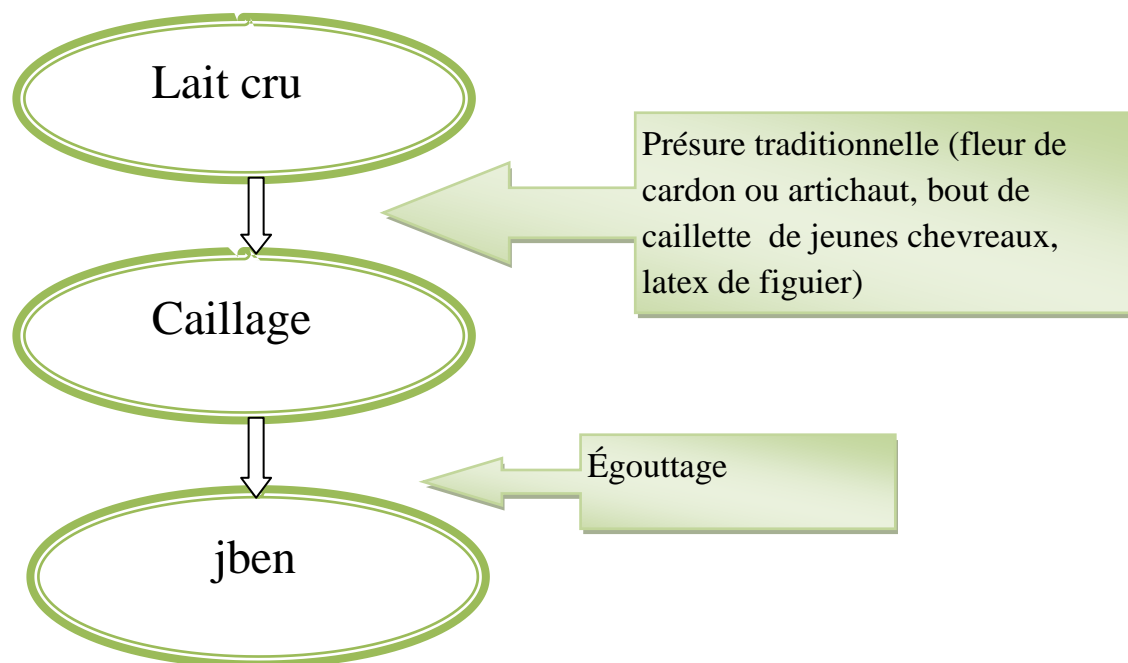 Lait cru
Présure traditionnelle (fleur de
cardon ou artichaut, bout de
caillette de jeunes chevreaux,
latex de figuier)
Caillage
Égouttage
jben